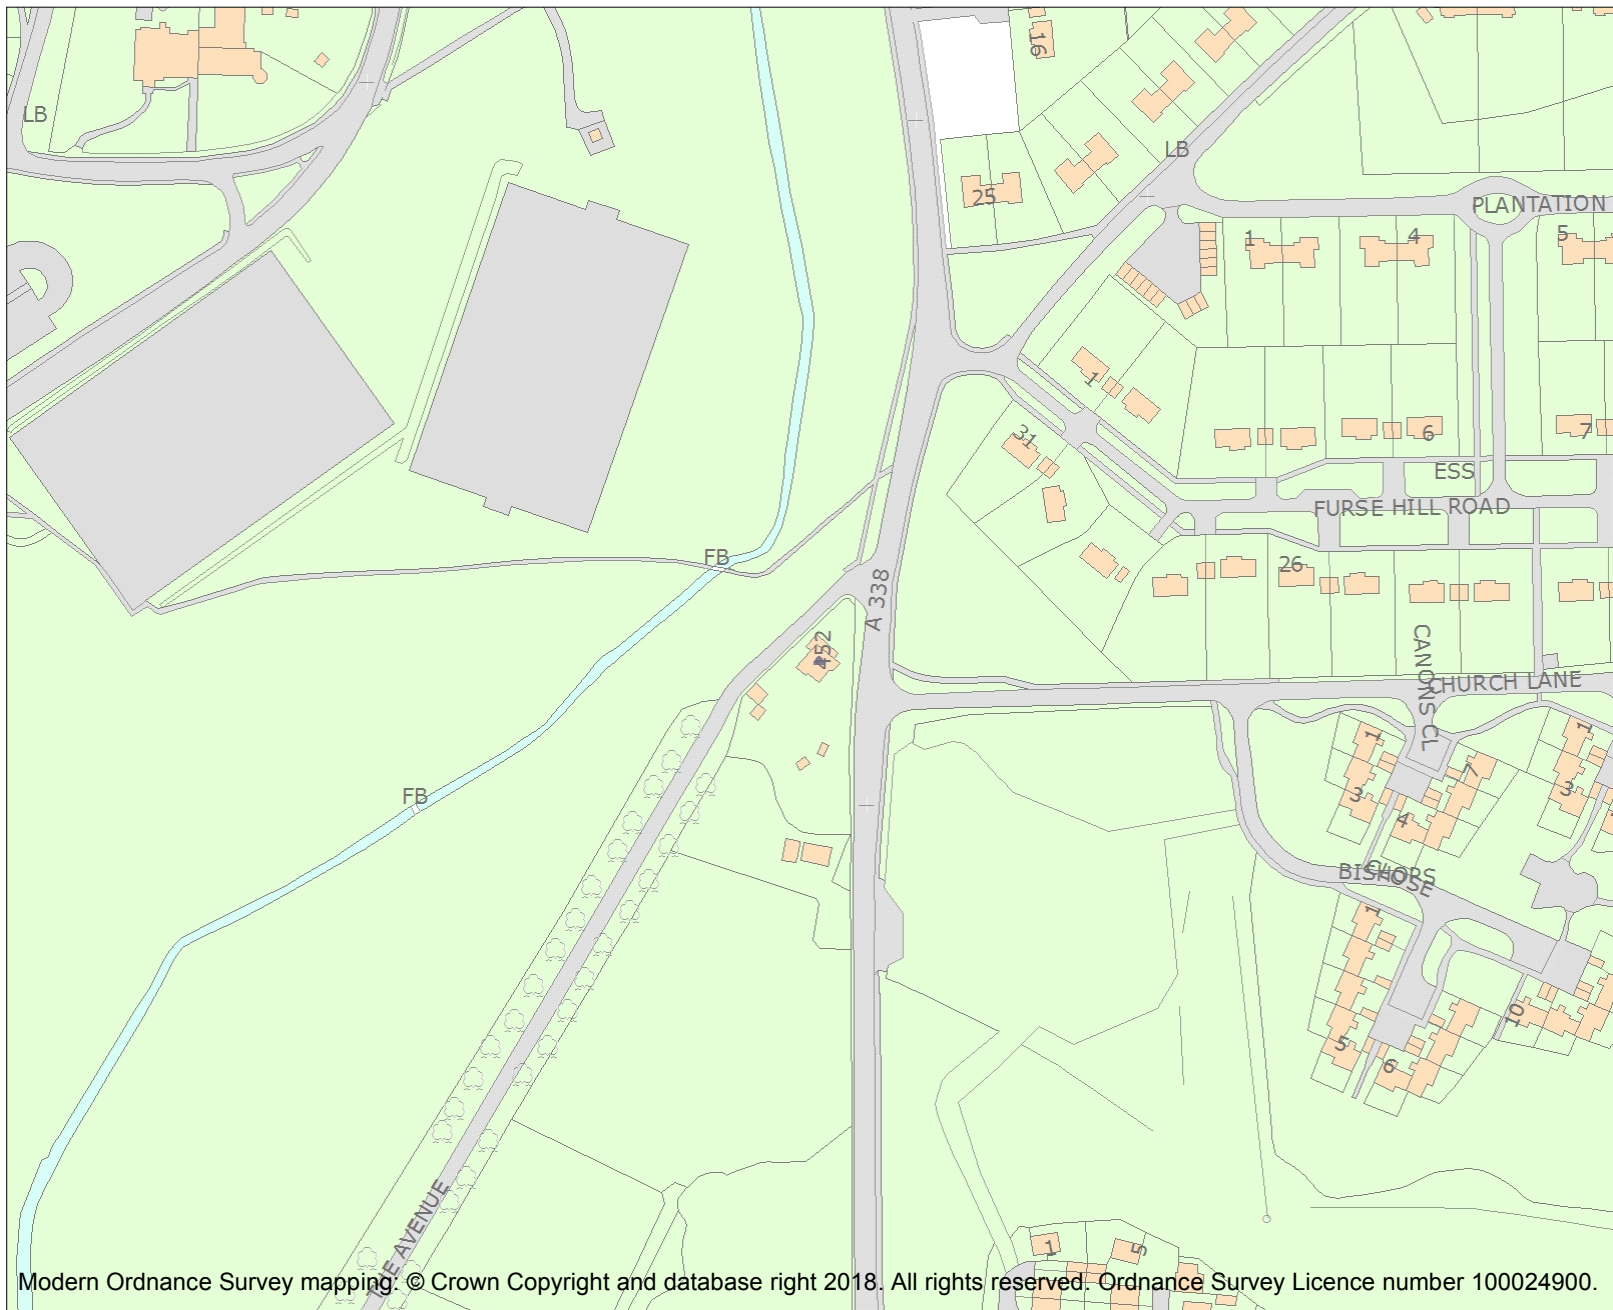 16
LB
LB
25
PLANTATION
1
4
5
1
31
6
7
ESS
FURSE HILL ROAD
FB
26
A 338
452
CANONS CL
CHURCH LANE
1
1
7
3
3
FB
4
BISHOPS
CLOSE
1
10
5
6
THE AVENUE
1
5
Modern Ordnance Survey mapping: © Crown Copyright and database right 2018. All rights reserved. Ordnance Survey Licence number 100024900.